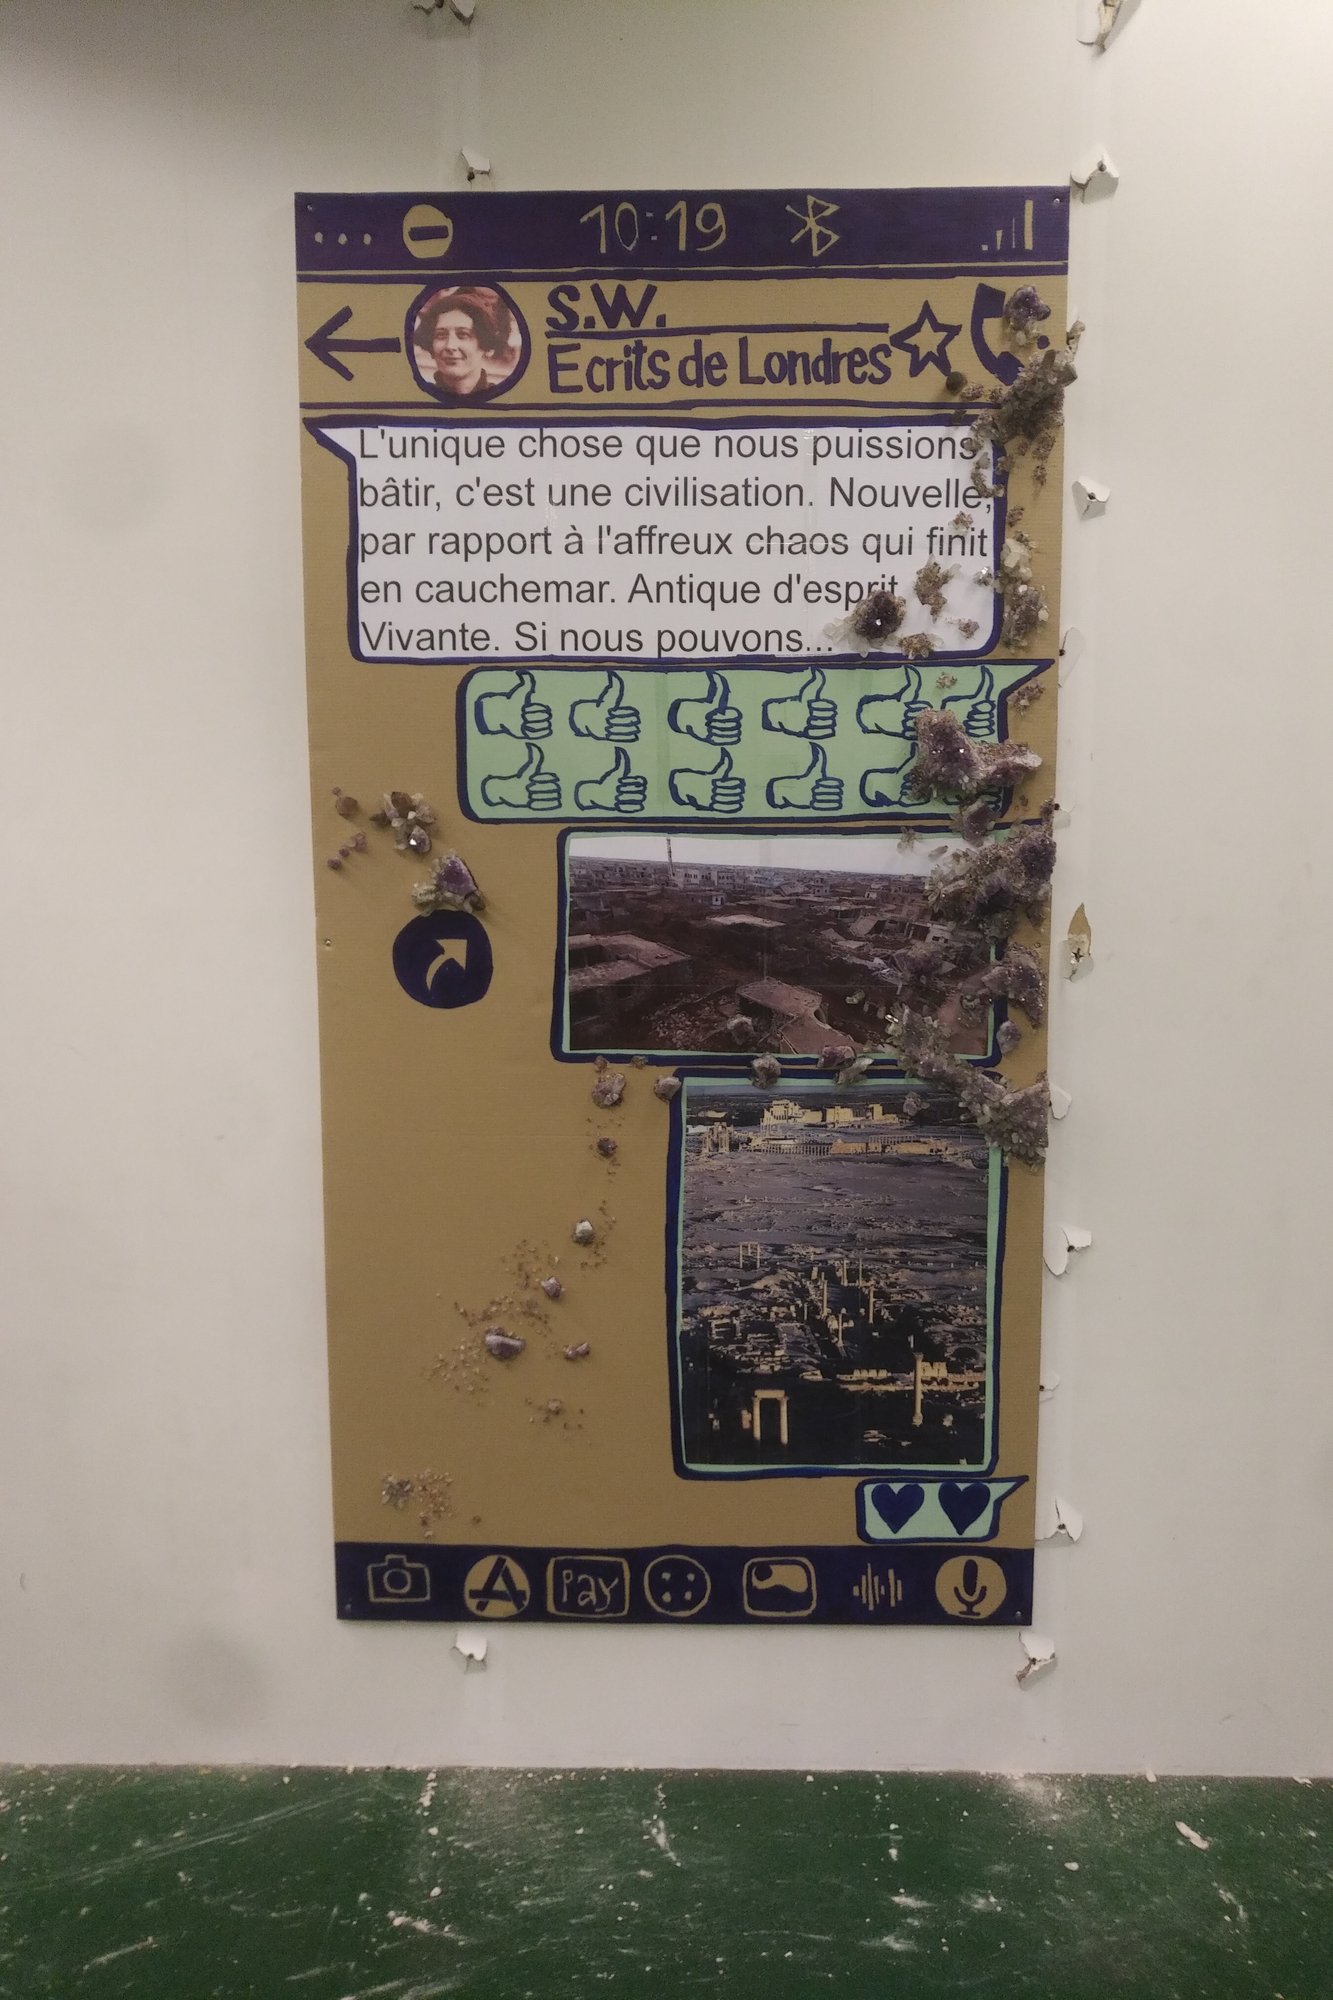 10:19
S.W.
Ecrits de Londres
L'unique chose que nous puissions
bâtir, c'est une civilisation. Nouvelle,
par rapport à l'affreux chaos qui finit
en cauchemar. Antique d'esprit
Vivante. Si nous pouvons...
Pay